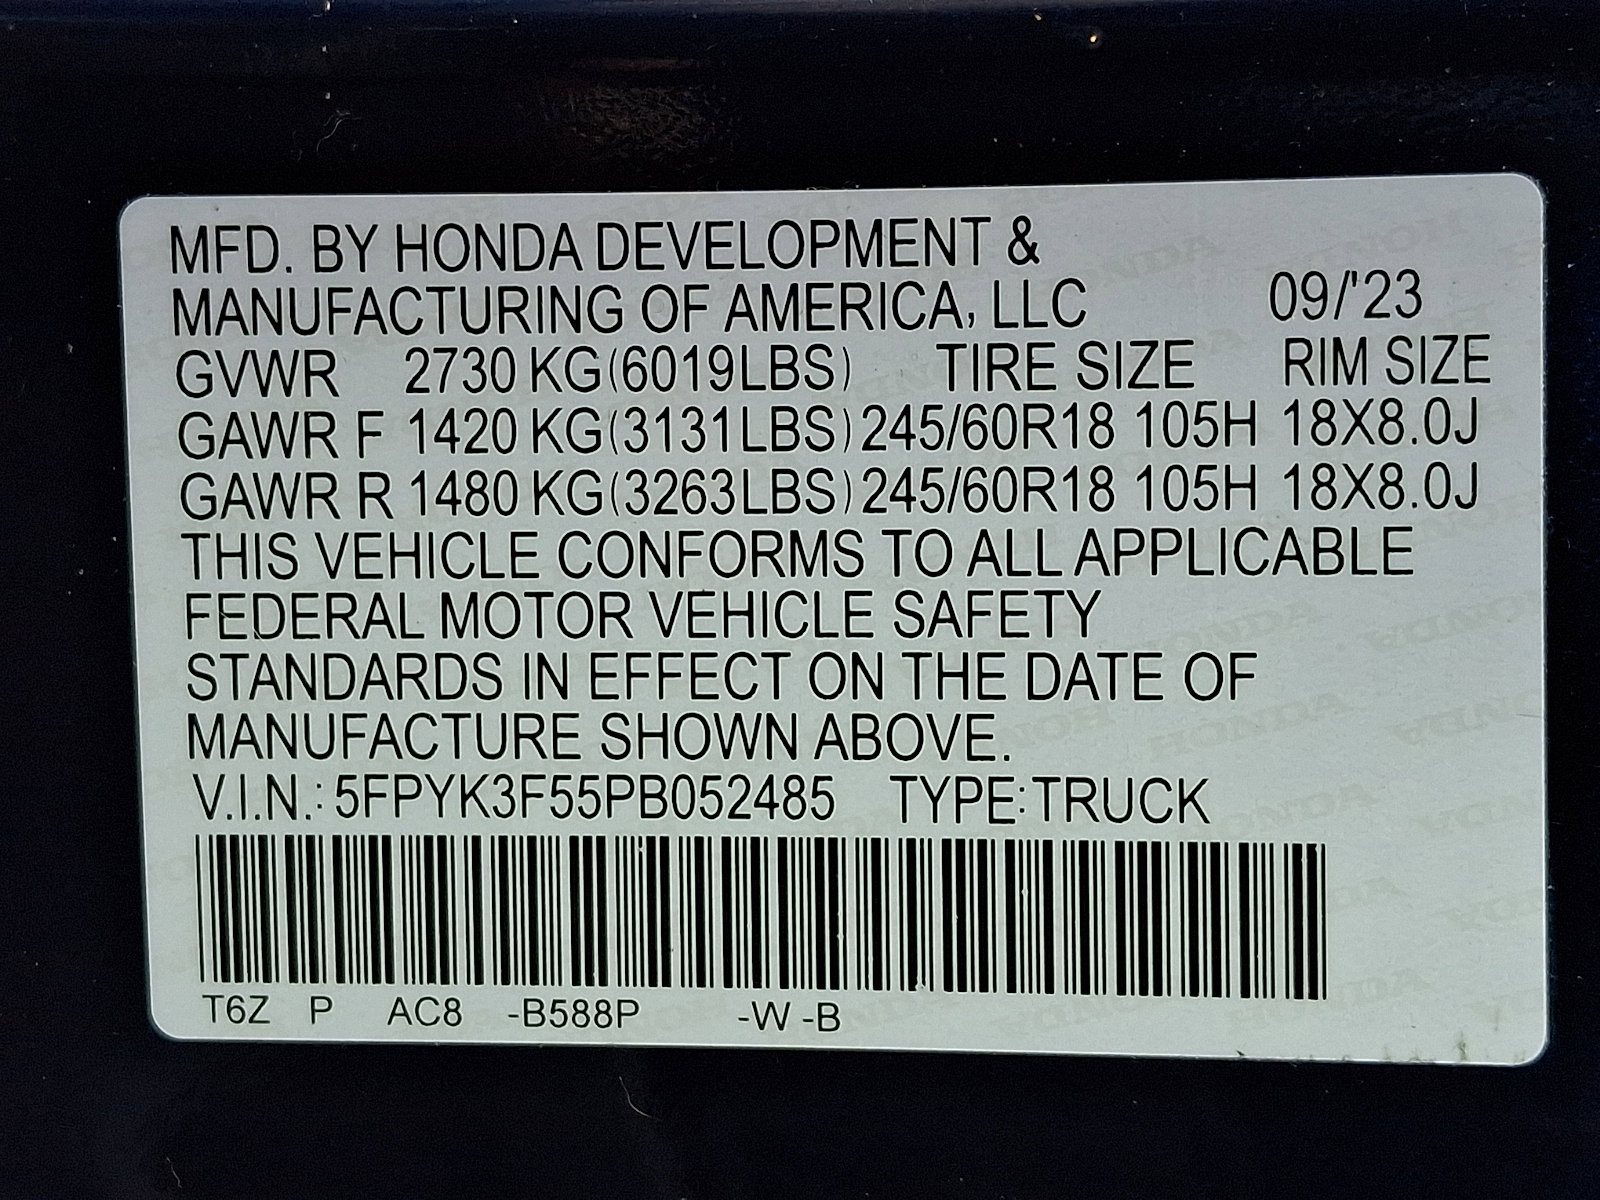 MFD. BY HONDA DEVELOPMENT &
MANUFACTURING OF AMERICA, LLC 09/'23
GVWR 2730 KG(6019LBS) TIRE SIZE RIM SIZE
GAWR F 1420 KG(3131LBS) 245/60R18 105H 18X8.0J
GAWR R 1480 KG(3263LBS) 245/60R18 105H 18X8.0J
THIS VEHICLE CONFORMS TO ALL APPLICABLE
FEDERAL MOTOR VEHICLE SAFETY
STANDARDS IN EFFECT ON THE DATE OF
MANUFACTURE SHOWN ABOVE.
V.I.N.: 5FPYK3F55PB052485 TYPE:TRUCK
T6Z P AC8 -B588P -W -B